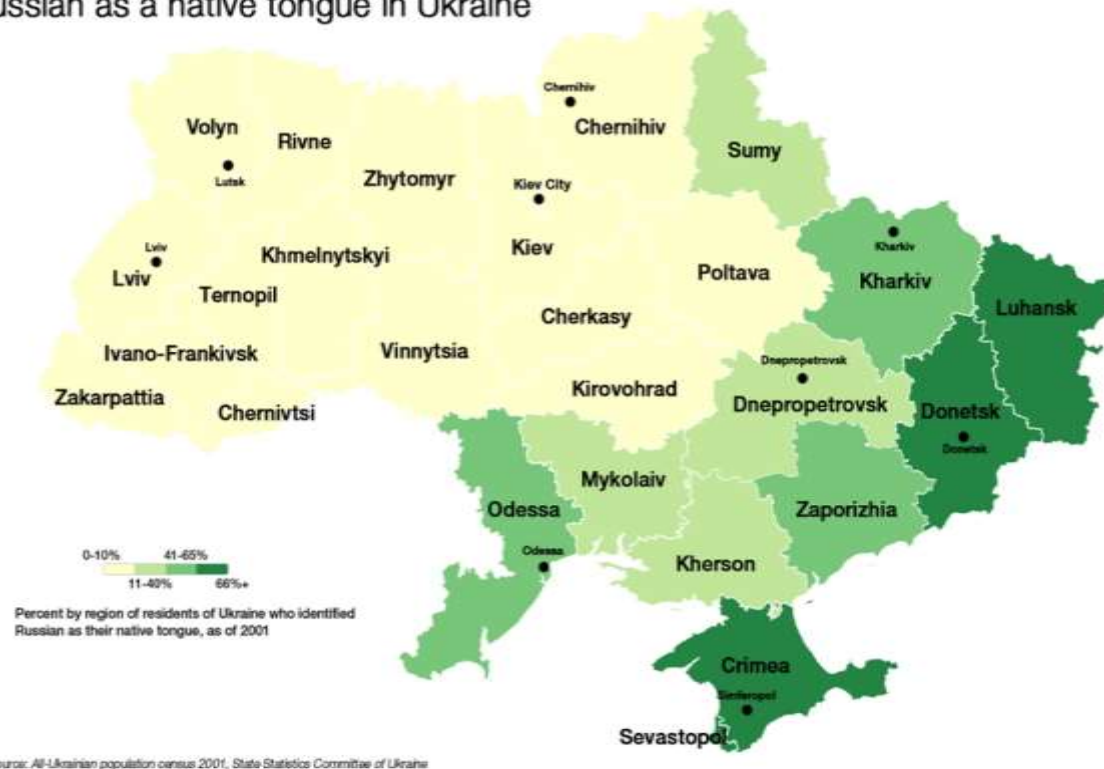 ussian as a native tongue in Ukraine
Chernihiv
Chernihiv
Volyn
Rivne
Sumy
Zhytomyr
Lutsk
Kiev City
Kharkiv
Lviv
Kiev
Khmelnytskyi
Poltava
Kharkiv
Lviv
Ternopil
Luhansk
Cherkasy
Ivano-Frankivsk
Vinnytsia
Dnepropetrovsk
Kirovohrad
Zakarpattia
Dnepropetrovsk
Chernivtsi
Donetsk
Donetsk
Mykolaiv
Odessa
Zaporizhia
Odessa
Kherson
0-10% 41-65%
11-40% 66%+
Percent by region of residents of Ukraine who identified
Russian as their native tongue, as of 2001
Crimea
Simferopol
Sevastopol
ource: All-Ukrainian population census 2001, State Statistics Committee of Ukraine